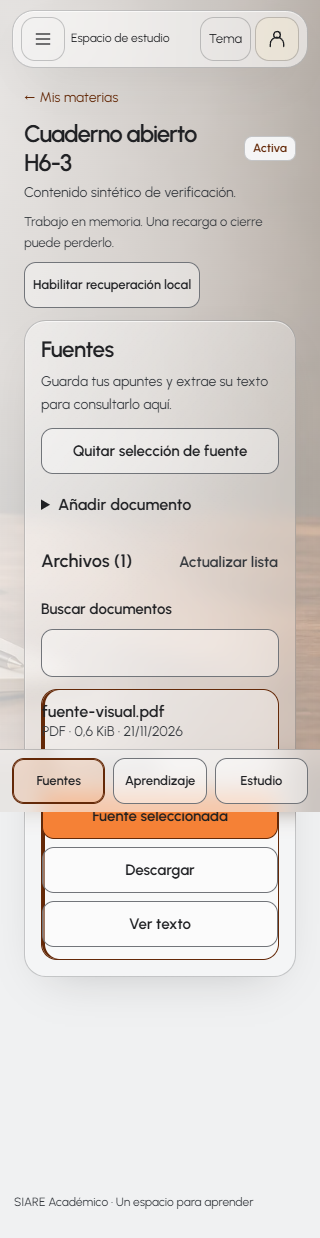 Espacio de estudio
Tema
← Mis materias
Cuaderno abierto
H6-3
Activa
Contenido sintético de verificación.
Trabajo en memoria. Una recarga o cierre
puede perderlo.
Habilitar recuperación local
Fuentes
Guarda tus apuntes y extrae su texto
para consultarlo aquí.
Quitar selección de fuente
Añadir documento
Archivos (1)
Actualizar lista
Buscar documentos
fuente-visual.pdf
PDF · 0,6 KiB · 21/11/2026
Fuentes
Aprendizaje
Estudio
Fuente seleccionada
Descargar
Ver texto
SIARE Académico · Un espacio para aprender